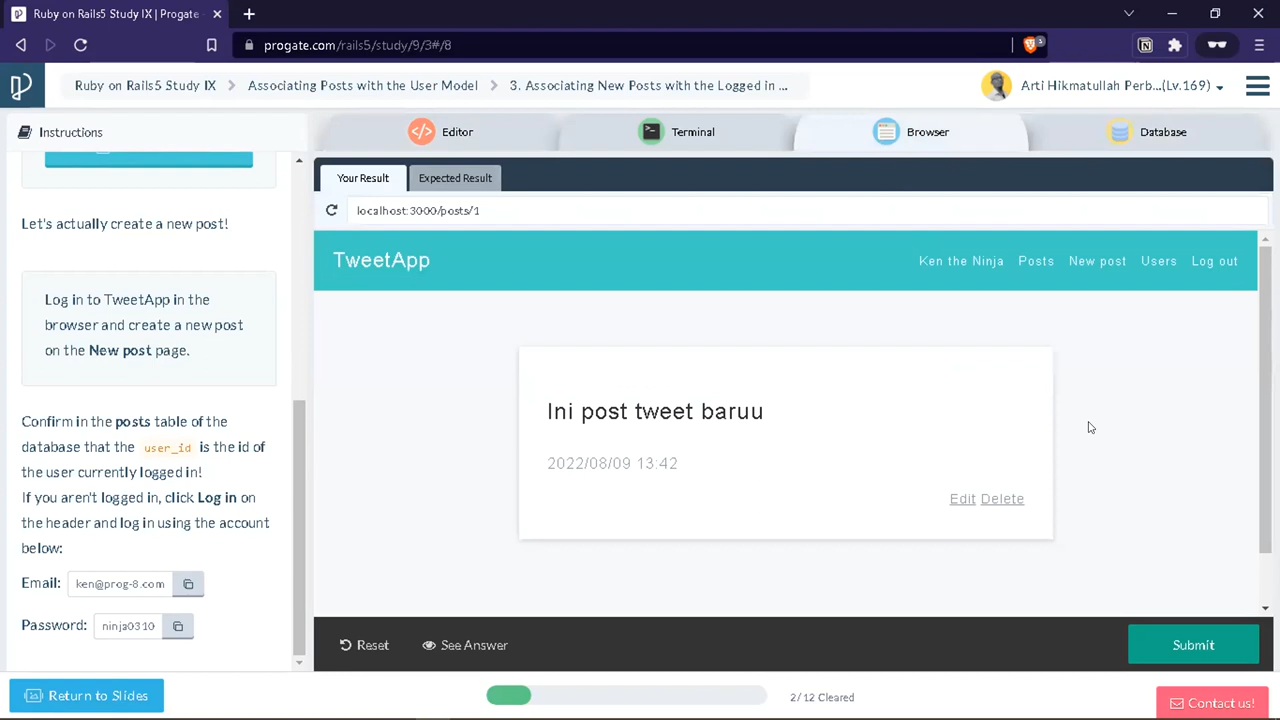 Ruby on Rails5 Study IX | Progate
progate.com/rails5/study/9/3#/8
3
Ruby on Rails5 Study IX
Associating Posts with the User Model
3. Associating New Posts with the Logged in ...
Arti Hikmatullah Perb...(Lv.169)
Instructions
Editor
Terminal
Browser
Database
Your Result
Expected Result
localhost:3000/posts/1
Let's actually create a new post!
Log in to TweetApp in the
browser and create a new post
on the New post page.
Confirm in the posts table of the
database that the user_id is the id of
the user currently logged in!
If you aren't logged in, click Log in on
the header and log in using the account
below:
Email: ken@prog-8.com
Password: ninja0310
TweetApp
Ken the Ninja
Posts
New post
Users
Log out
Ini post tweet baruu
2022/08/09 13:42
Edit Delete
Reset
See Answer
Submit
Return to Slides
2/12 Cleared
Contact us!